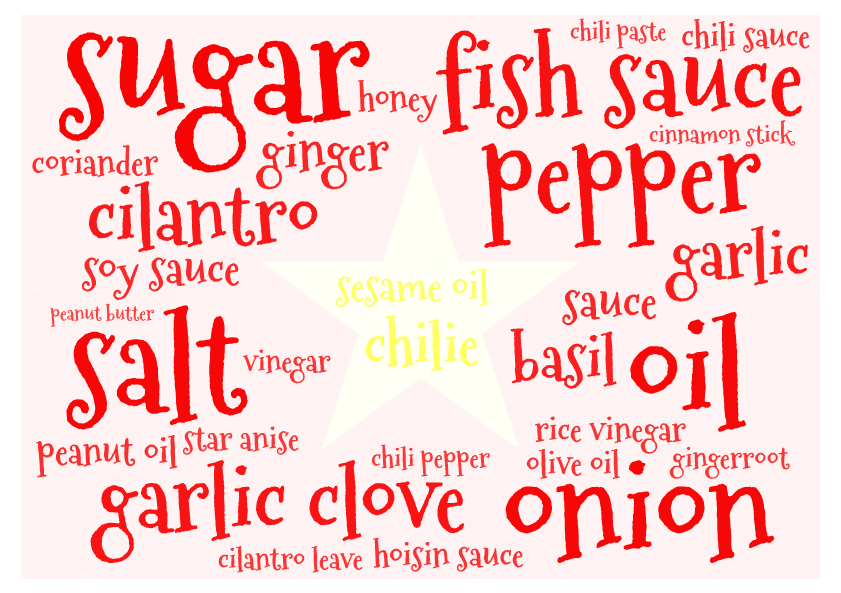 sugar
honey
fish sauce
chili paste
chili sauce
cinnamon stick
coriander
ginger
pepper
cilantro
soy sauce
garlic
sesame oil
sauce
peanut butter
salt
vinegar
chilie
basil
oil
peanut oil
star anise
chili pepper
rice vinegar
olive oil
gingerroot
garlic clove
onion
cilantro leave
hoisin sauce